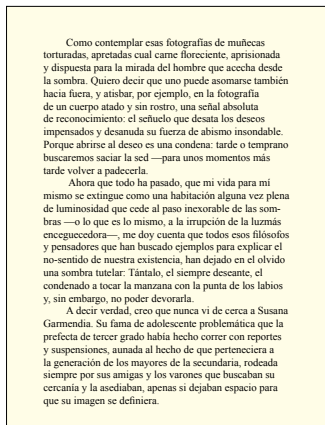 Como contemplar esas fotografías de muñecas
torturadas, apretadas cual carne floreciente, aprisionada
y dispuesta para la mirada del hombre que acecha desde
la sombra. Quiero decir que uno puede asomarse también
hacia fuera, y atisbar, por ejemplo, en la fotografía
de un cuerpo atado y sin rostro, una señal absoluta
de reconocimiento: el señuelo que desata los deseos
impensados y desanuda su fuerza de abismo insondable.
Porque abrirse al deseo es una condena: tarde o temprano
buscaremos saciar la sed —para unos momentos más
tarde volver a padecerla.
Ahora que todo ha pasado, que mi vida para mí
mismo se extingue como una habitación alguna vez plena
de luminosidad que cede al paso inexorable de las som-
bras —o lo que es lo mismo, a la irrupción de la luzmás
enceguecedora—, me doy cuenta que todos esos filósofos
y pensadores que han buscado ejemplos para explicar el
no-sentido de nuestra existencia, han dejado en el olvido
una sombra tutelar: Tántalo, el siempre deseante, el
condenado a tocar la manzana con la punta de los labios
y, sin embargo, no poder devorarla.
A decir verdad, creo que nunca vi de cerca a Susana
Garmendia. Su fama de adolescente problemática que la
prefecta de tercer grado había hecho correr con reportes
y suspensiones, aunada al hecho de que perteneciera a
la generación de los mayores de la secundaria, rodeada
siempre por sus amigas y los varones que buscaban su
cercanía y la asediaban, apenas si dejaban espacio para
que su imagen se definiera.